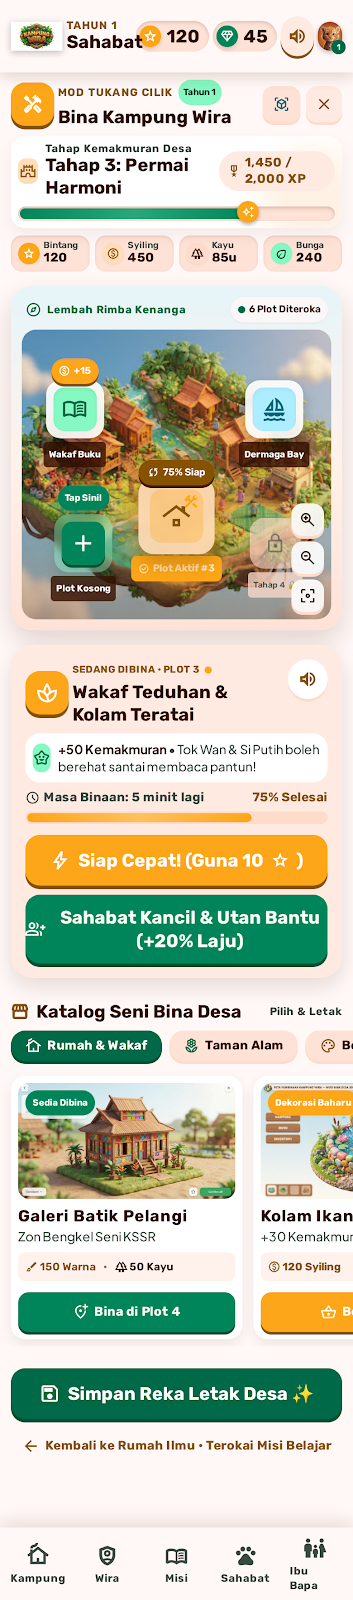 TAHUN 1
Sahabat
120
45
1
MOD TUKANG CILIK
Tahun 1
Bina Kampung Wira
Tahap Kemakmuran Desa
Tahap 3: Permai
Harmoni
1,450 /
2,000 XP
Bintang
120
Syiling
450
Kayu
85u
Bunga
240
Lembah Rimba Kenanga
6 Plot Diteroka
+15
Wakaf Buku
Dermaga Bay
75% Siap
Tap Sini!
Plot Aktif #3
Plot Kosong
Tahap 4
SEDANG DIBINA • PLOT 3
Wakaf Teduhan &
Kolam Teratai
+50 Kemakmuran • Tok Wan & Si Putih boleh
berehat santai membaca pantun!
Masa Binaan: 5 minit lagi
75% Selesai
Siap Cepat! (Guna 10 ☆ )
Sahabat Kancil & Utan Bantu
(+20% Laju)
Katalog Seni Bina Desa
Pilih & Letak
Rumah & Wakaf
Taman Alam
Be
Sedia Dibina
Dekorasi Baharu
Galeri Batik Pelangi
Zon Bengkel Seni KSSR
150 Warna • 50 Kayu
Bina di Plot 4
Kolam Ikan
+30 Kemakmur
120 Syiling
Be
Simpan Reka Letak Desa ✨
Kembali ke Rumah Ilmu • Terokai Misi Belajar
Kampung
Wira
Misi
Sahabat
Ibu
Bapa